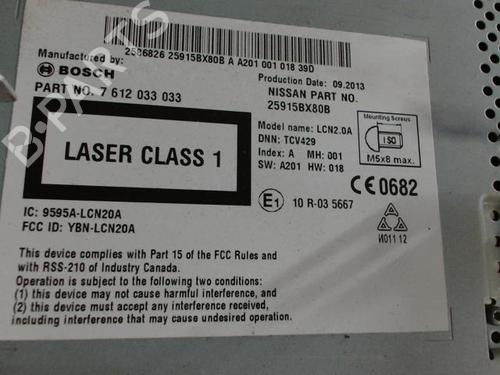 2586826 25915BX80B A A201 001 018 39D
Manufactured by:
BOSCH
PART NO. 7 612 033 033
Production Date: 09.2013
NISSAN PART NO.
25915BX80B
LASER CLASS 1
Model name: LCN2.0A
DNN: TCV429
Index: A MH: 001
SW: A201 HW: 018
Mounting Screws
ISO
M5x8 max.
CE 0682
E1 10 R-03 5667
И011 12
IC: 9595A-LCN20A
FCC ID: YBN-LCN20A
This device complies with Part 15 of the FCC Rules and
with RSS-210 of Industry Canada.
Operation is subject to the following two conditions:
(1) this device may not cause harmful interference, and
(2) this device must accept any interference received,
including interference that may cause undesired operation.
B-PARTS